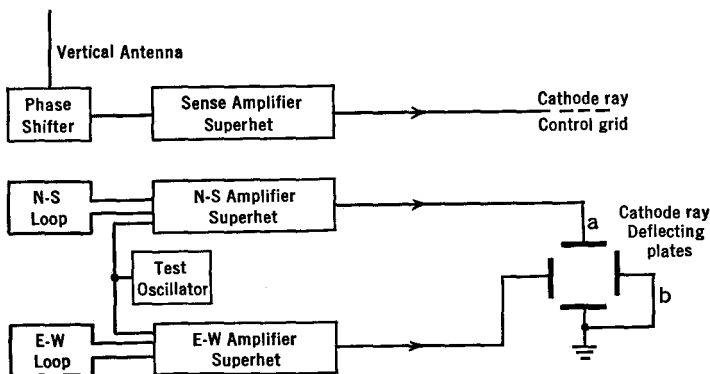 Vertical Antenna
Phase
Shifter
Sense Amplifier
Superhet
Cathode ray
Control grid
N-S
Loop
N-S Amplifier
Superhet
a
Cathode ray
Deflecting
plates
Test
Oscillator
b
E-W
Loop
E-W Amplifier
Superhet